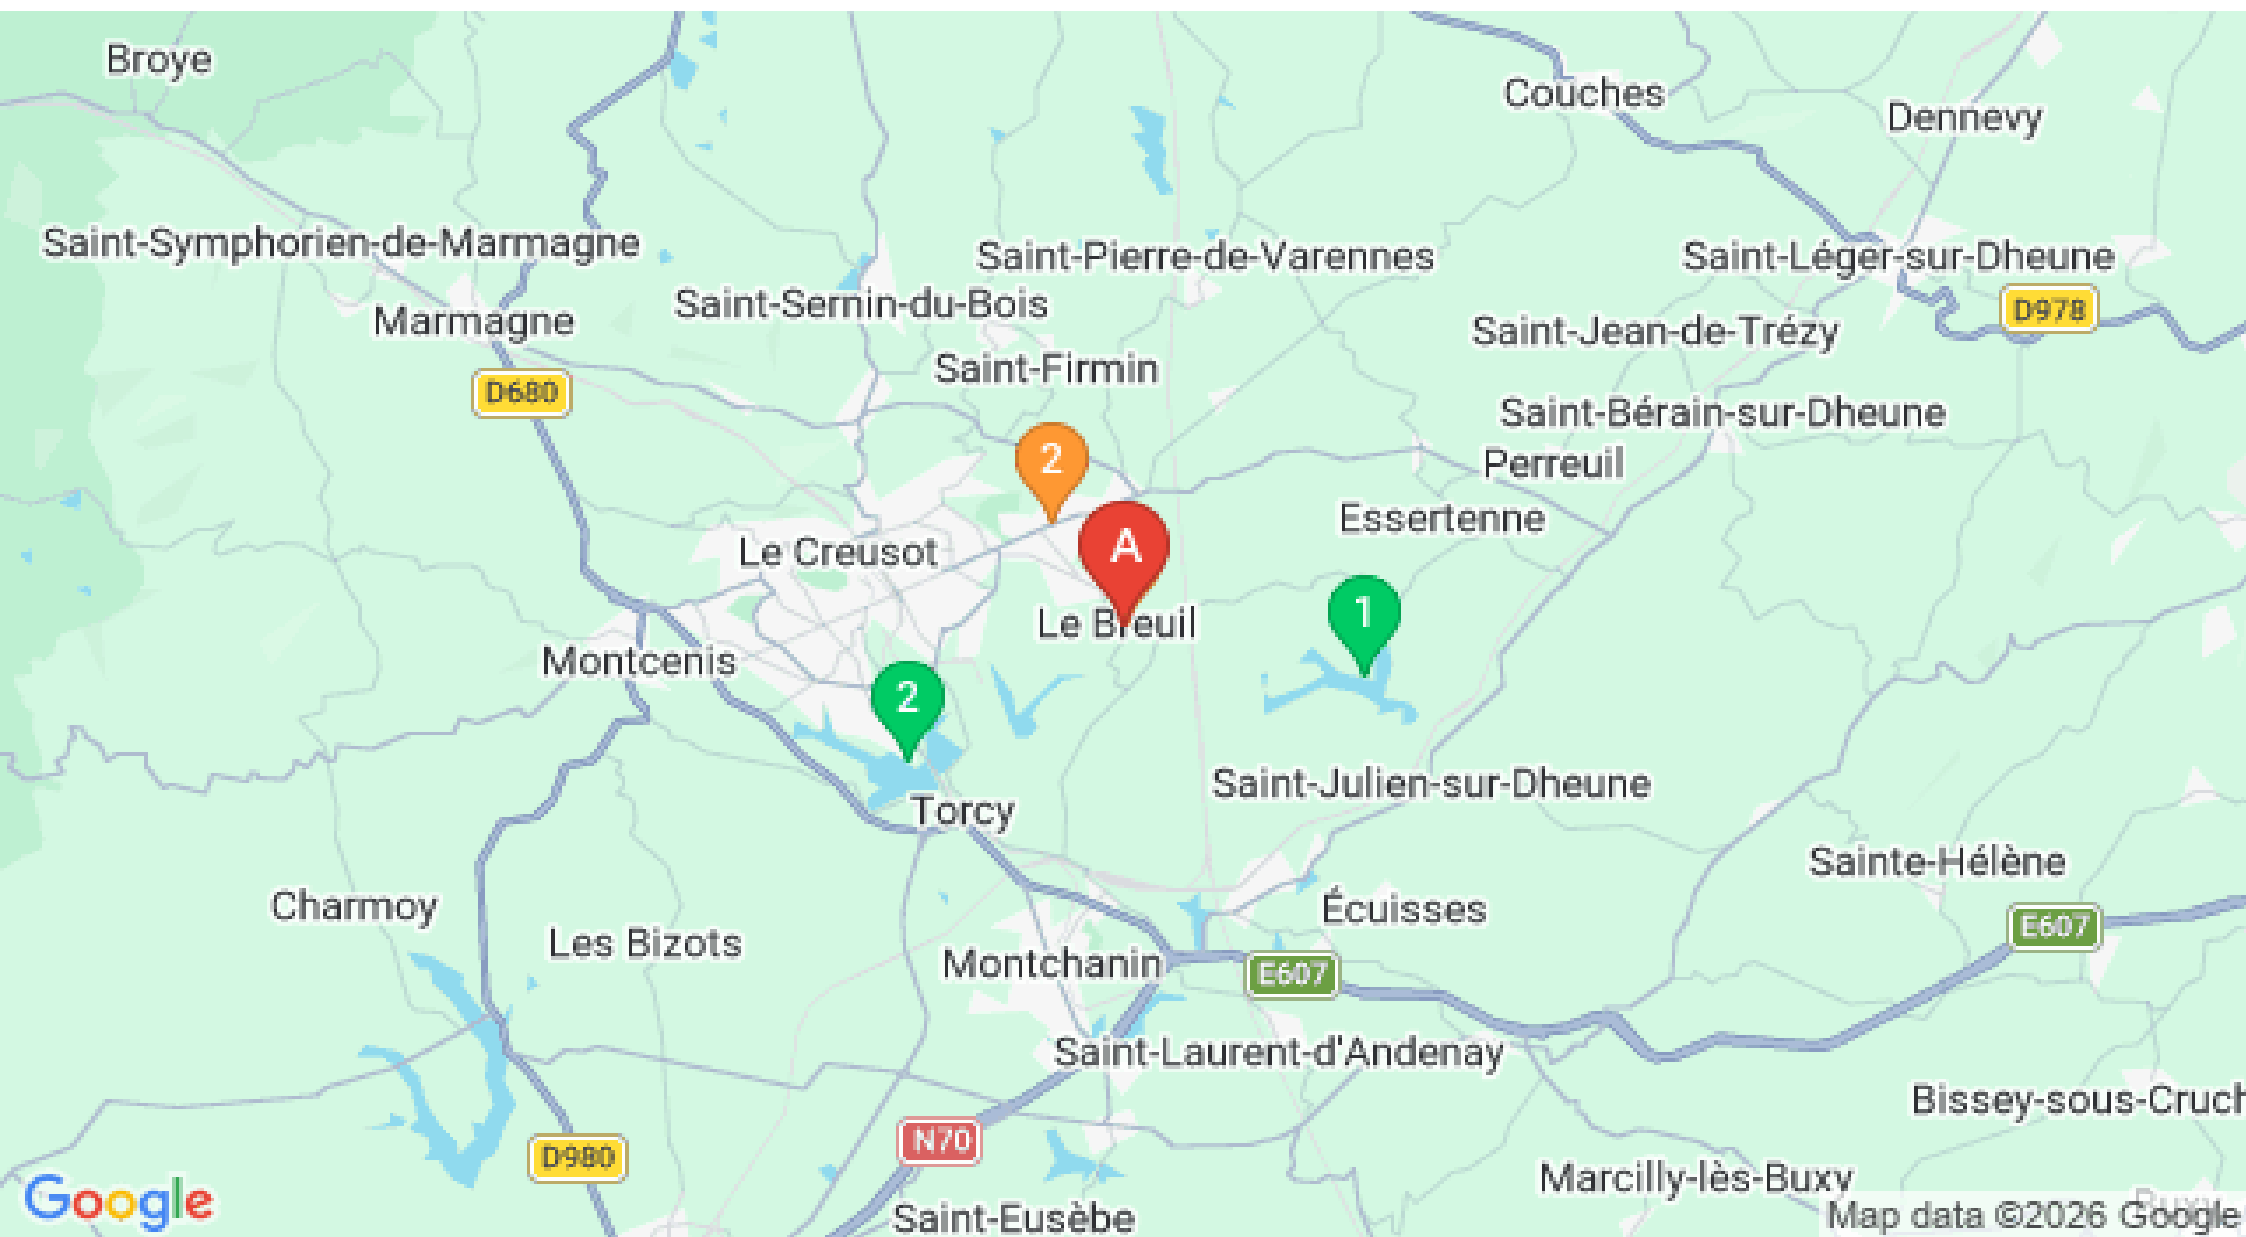 Broye
Couches
Dennevy
Saint-Symphorien-de-Marmagne
Saint-Pierre-de-Varennes
Saint-Léger-sur-Dheune
Saint-Sernin-du-Bois
D978
Marmagne
Saint-Jean-de-Trézy
Saint-Firmin
D680
Saint-Bérain-sur-Dheune
2
Perreuil
Essertenne
A
Le Creusot
1
Le Breuil
Montcenis
2
Saint-Julien-sur-Dheune
Torcy
Sainte-Hélène
Charmoy
Écuisses
E607
Les Bizots
Montchanin
E607
Saint-Laurent-d'Andenay
Bissey-sous-Cruch
N70
D980
Marcilly-lès-Buxy
Google
Saint-Eusèbe
Map data ©2026 Google